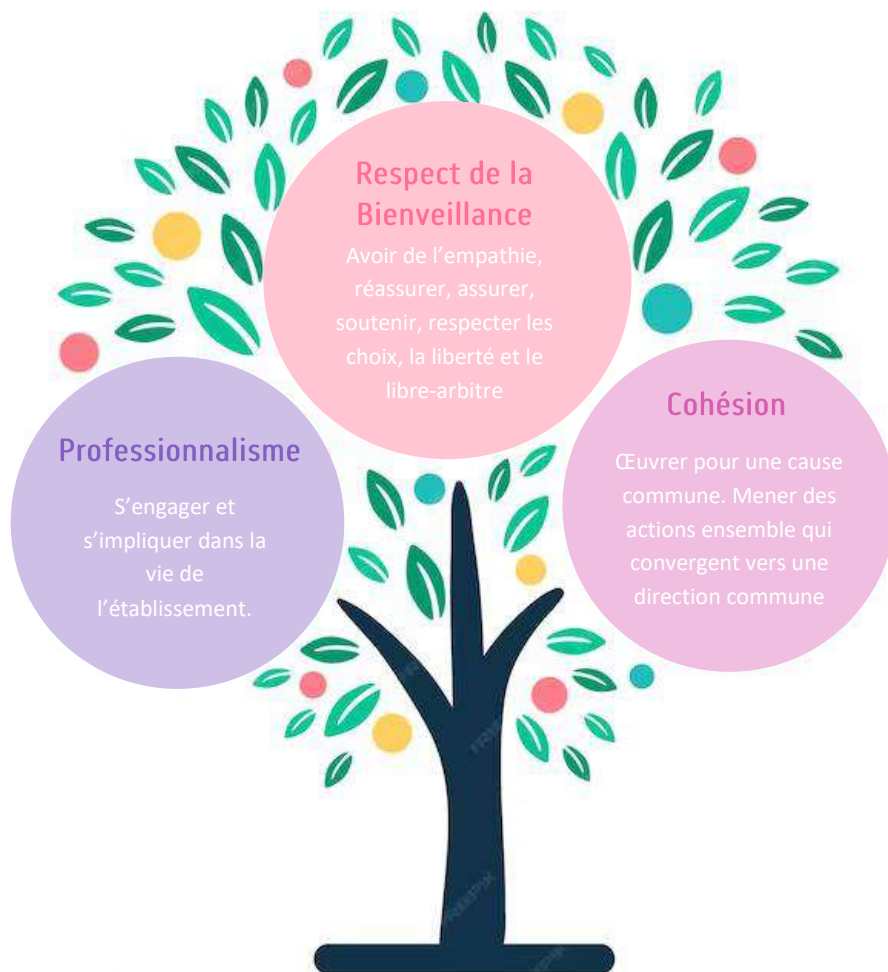 Respect de la
Bienveillance
Avoir de l’empathie,
réassurer, assurer,
soutenir, respecter les
choix, la liberté et le
libre-arbitre
Professionnalisme
S’engager et
s’impliquer dans la
vie de
l’établissement.
Cohésion
Œuvrer pour une cause
commune. Mener des
actions ensemble qui
convergent vers une
direction commune